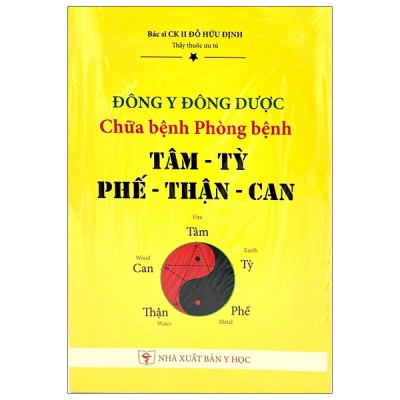 Bác sĩ CK II ĐỖ HỮU ĐỊNH
Thầy thuốc ưu tú
ĐÔNG Y ĐÔNG DƯỢC
Chữa bệnh Phòng bệnh
TÂM - TỲ
PHẾ - THẬN - CAN
Fire
Tâm
Wood
Earth
Can
Tỳ
Thận
Phế
Water
Metal
NHÀ XUẤT BẢN Y HỌC